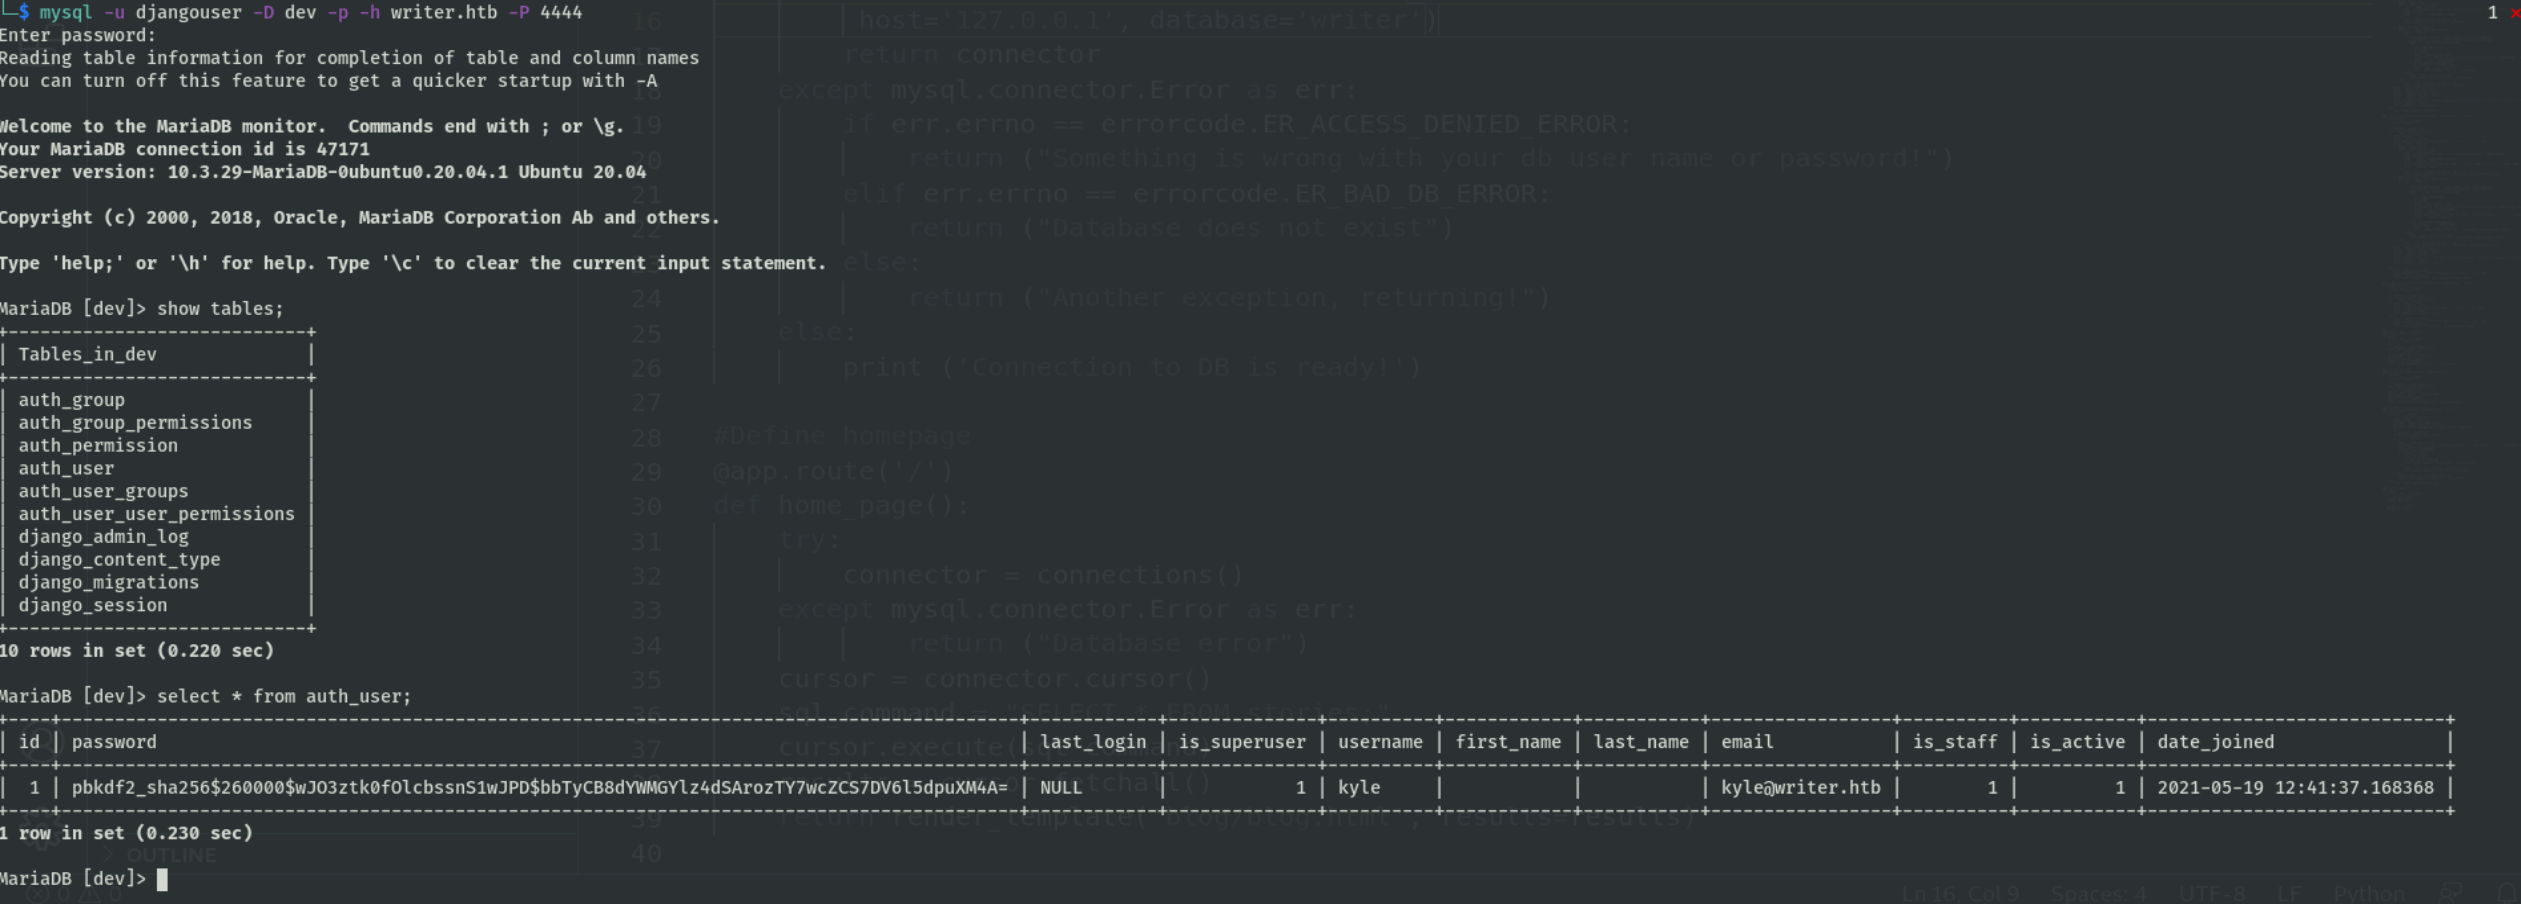 └─$ mysql -u djangouser -D dev -p -h writer.htb -P 4444
1 ×
Enter password:
Reading table information for completion of table and column names
You can turn off this feature to get a quicker startup with -A
Welcome to the MariaDB monitor.  Commands end with ; or \g.
Your MariaDB connection id is 47171
Server version: 10.3.29-MariaDB-0ubuntu0.20.04.1 Ubuntu 20.04
Copyright (c) 2000, 2018, Oracle, MariaDB Corporation Ab and others.
Type 'help;' or '\h' for help. Type '\c' to clear the current input statement.
MariaDB [dev]> show tables;
+----------------------------+
| Tables_in_dev              |
+----------------------------+
| auth_group                 |
| auth_group_permissions     |
| auth_permission            |
| auth_user                  |
| auth_user_groups           |
| auth_user_user_permissions |
| django_admin_log           |
| django_content_type        |
| django_migrations          |
| django_session             |
+----------------------------+
10 rows in set (0.220 sec)
MariaDB [dev]> select * from auth_user;
| id | password | last_login | is_superuser | username | first_name | last_name | email | is_staff | is_active | date_joined |
| 1 | pbkdf2_sha256$260000$wJO3ztk0fOlcbssnS1wJPD$bbTyCB8dYWMGYlz4dSArozTY7wcZCS7DV6l5dpuXM4A= | NULL | 1 | kyle | | | kyle@writer.htb | 1 | 1 | 2021-05-19 12:41:37.168368 |
1 row in set (0.230 sec)
MariaDB [dev]>
16 host='127.0.0.1', database='writer')
return connector
18 except mysql.connector.Error as err:
19 if err.errno == errorcode.ER_ACCESS_DENIED_ERROR:
20 return ("Something is wrong with your db user name or password!")
21 elif err.errno == errorcode.ER_BAD_DB_ERROR:
22 return ("Database does not exist")
else:
24 return ("Another exception, returning!")
25 else:
26 print ('Connection to DB is ready!')
27
28 #Define homepage
29 @app.route('/')
30 def home_page():
31 try:
32 connector = connections()
33 except mysql.connector.Error as err:
34 return ("Database error")
35 cursor = connector.cursor()
36 sql_command = "SELECT * FROM stories;"
37 cursor.execute(
fetchall()
39 return render_template('blog/blog.html', results=results)
40
OUTLINE
Ln 16, Col 9 Spaces: 4 UTF-8 LF Python